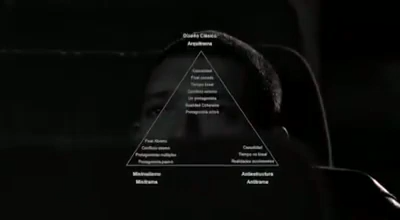 Diseño Clásico
Arquitrama
Causalidad
Final cerrado
Tiempo lineal
Conflicto externo
Un protagonista
Realidad Coherente
Protagonista activo
Final Abierto
Conflicto interno
Protagonistas múltiples
Protagonista pasivo
Casualidad
Tiempo no lineal
Realidades incoherentes
Minimalismo
Minitrama
Antiestructura
Antitrama